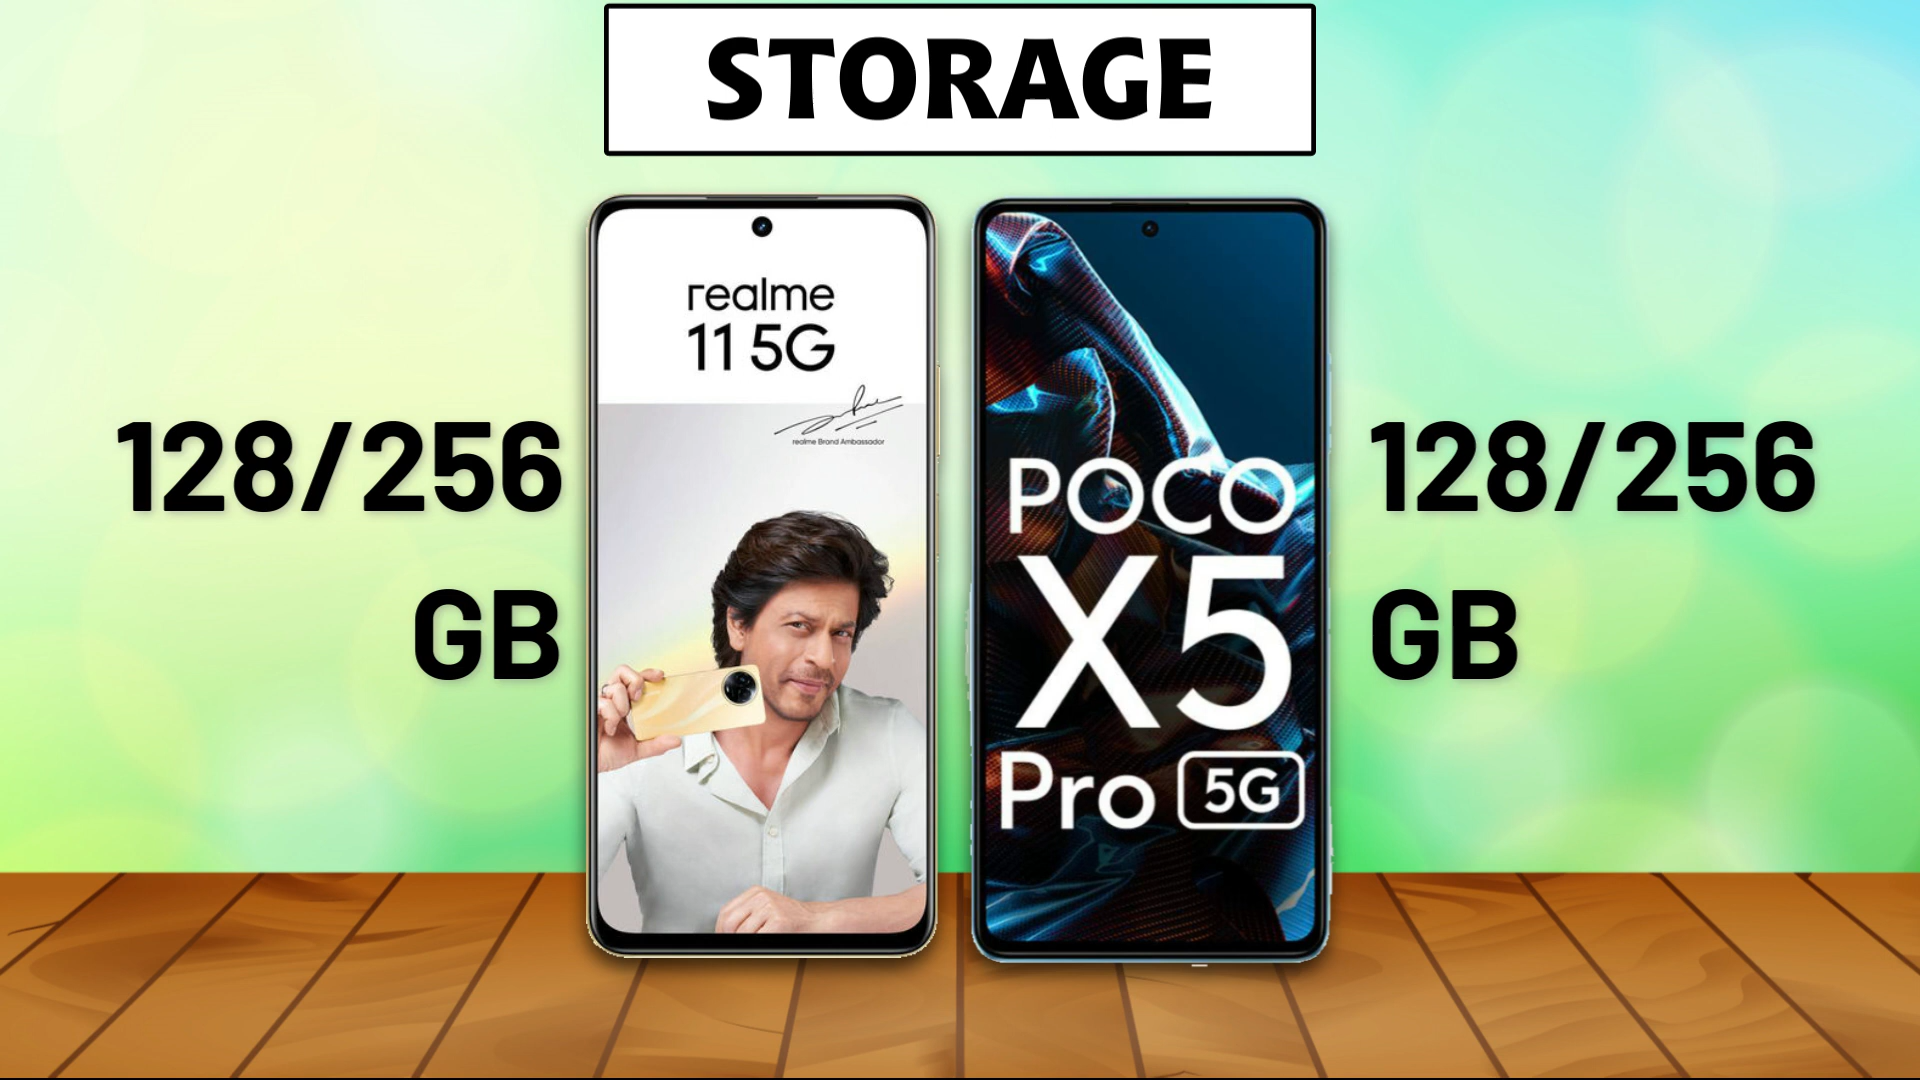 STORAGE
realme
11 5G
realme Brand Ambassador
128/256
GB
POCO
X5
Pro 5G
128/256
GB